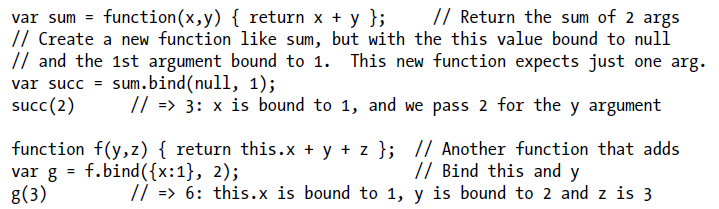 var sum = function(x,y) { return x + y };     // Return the sum of 2 args
// Create a new function like sum, but with the this value bound to null
// and the 1st argument bound to 1.  This new function expects just one arg.
var succ = sum.bind(null, 1);
succ(2)       // => 3: x is bound to 1, and we pass 2 for the y argument
function f(y,z) { return this.x + y + z };  // Another function that adds
var g = f.bind({x:1}, 2);                   // Bind this and y
g(3)          // => 6: this.x is bound to 1, y is bound to 2 and z is 3